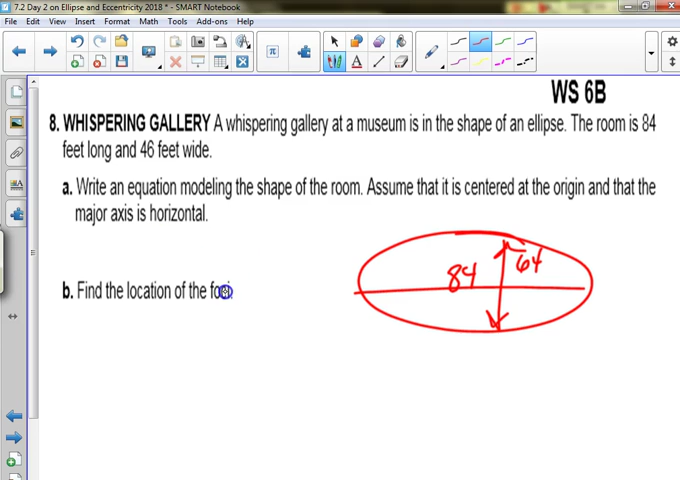 7.2 Day 2 on Ellipse and Eccentricity 2018 * - SMART Notebook
File Edit View Insert Format Tools Add-ons Help
WS 6B
8. WHISPERING GALLERY A whispering gallery at a museum is in the shape of an ellipse. The room is 84
feet long and 46 feet wide.
a. Write an equation modeling the shape of the room. Assume that it is centered at the origin and that the
major axis is horizontal.
84
64
b. Find the location of the foci.